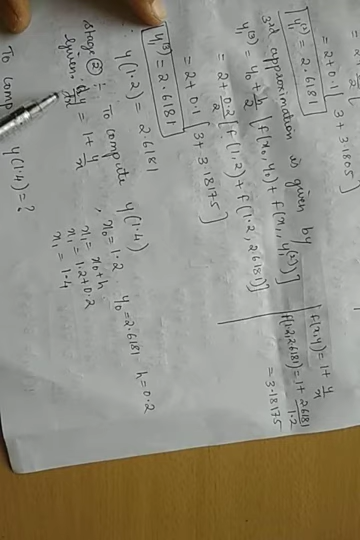 = 2 + 0.1 [ 3 + 3.1805 ]
y₁⁽²⁾ = 2.6181
3rd approximation is given by
y₁⁽³⁾ = y₀ + h/2 [ f(x₀, y₀) + f(x₁, y₁⁽²⁾) ]
= 2 + 0.2/2 [ f(1, 2) + f(1.2, 2.6181) ]
= 2 + 0.1 [ 3 + 3.18175 ]
y₁⁽³⁾ = 2.6181
f(x, y) = 1 + y/x
f(1.2, 2.6181) = 1 + 2.6181/1.2
= 3.18175
y(1.2) = 2.6181
stage ② :- To compute y(1.4)
Given. dy/dx = 1 + y/x , x₀ = 1.2 y₀ = 2.6181 h = 0.2
x₁ = x₀ + h
x₁ = 1.2 + 0.2
x₁ = 1.4
To comp y(1.4) = ?